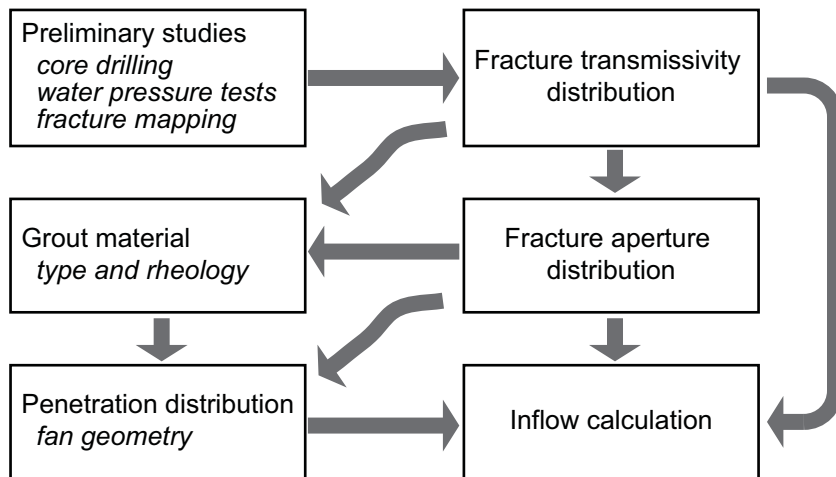 Preliminary studies
core drilling
water pressure tests
fracture mapping
Fracture transmissivity
distribution
Grout material
type and rheology
Fracture aperture
distribution
Penetration distribution
fan geometry
Inflow calculation